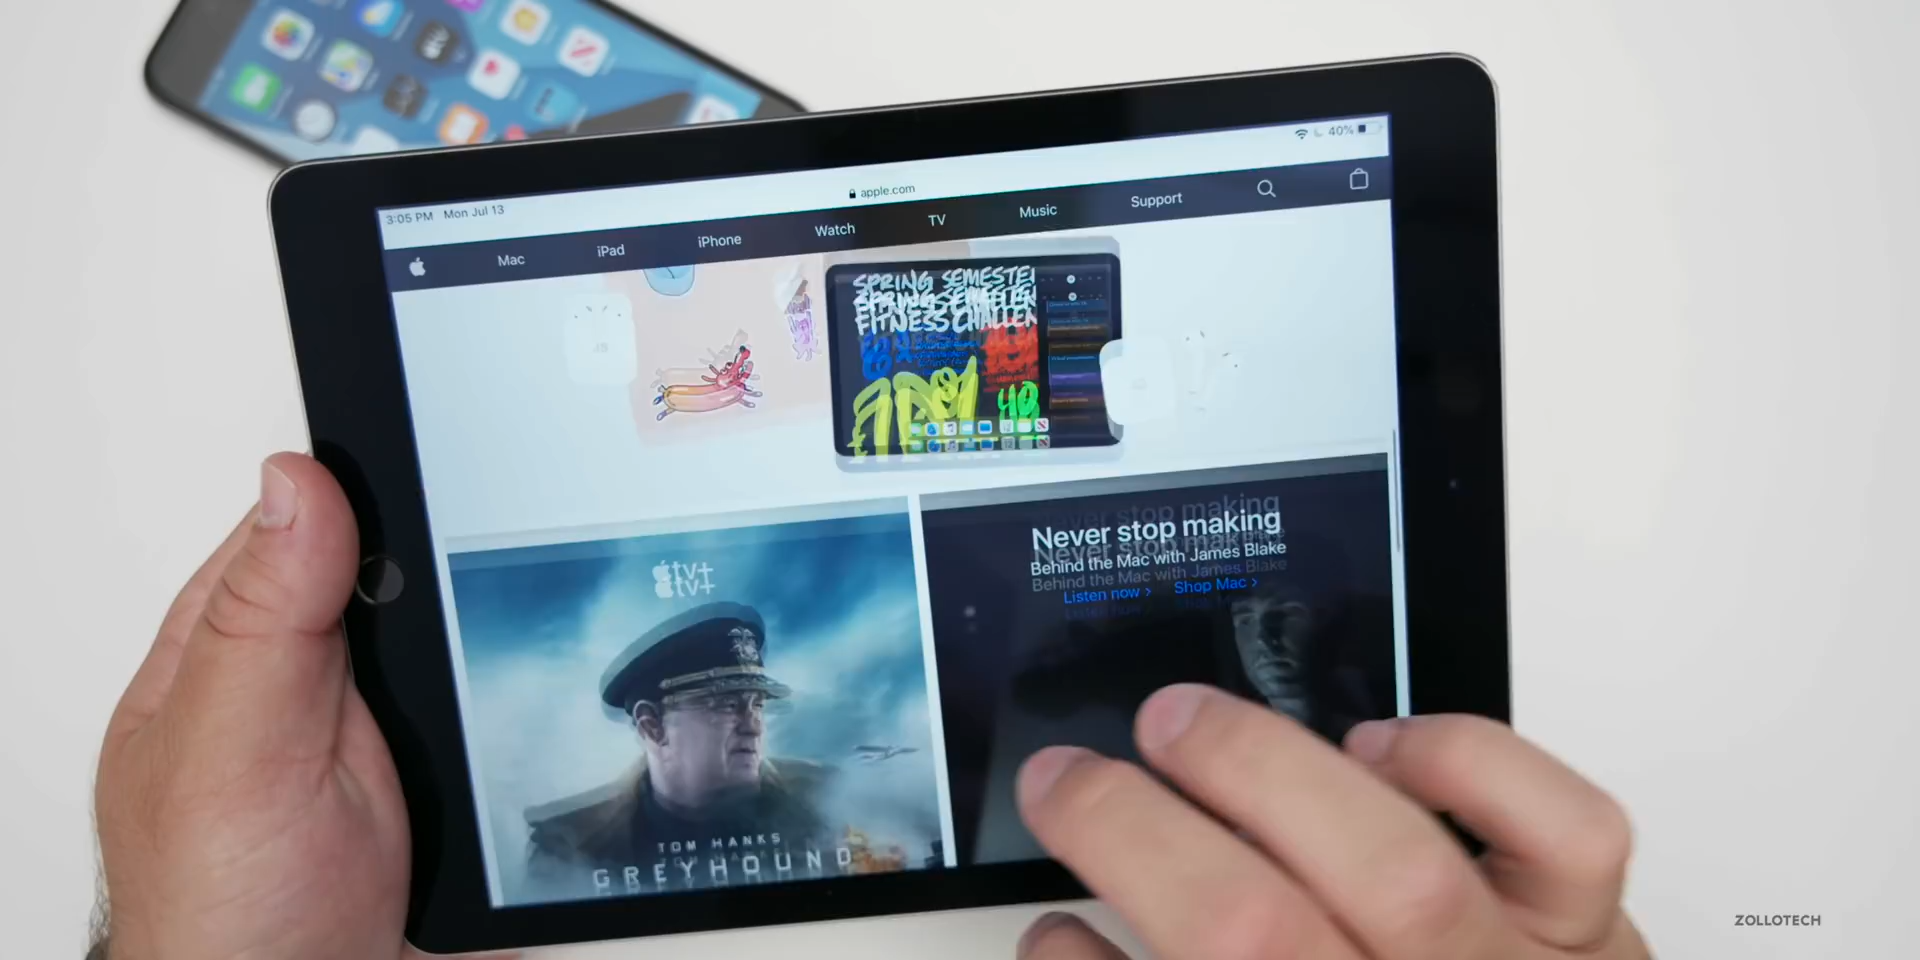 3:05 PM Mon Jul 13
apple.com
40%
Mac iPad iPhone Watch TV Music Support
SPRING SEMESTER
FITNESS CHALLEN
tv+
Never stop making
Behind the Mac with James Blake
Listen now > Shop Mac >
TOM HANKS
GREYHOUND
ZOLLOTECH